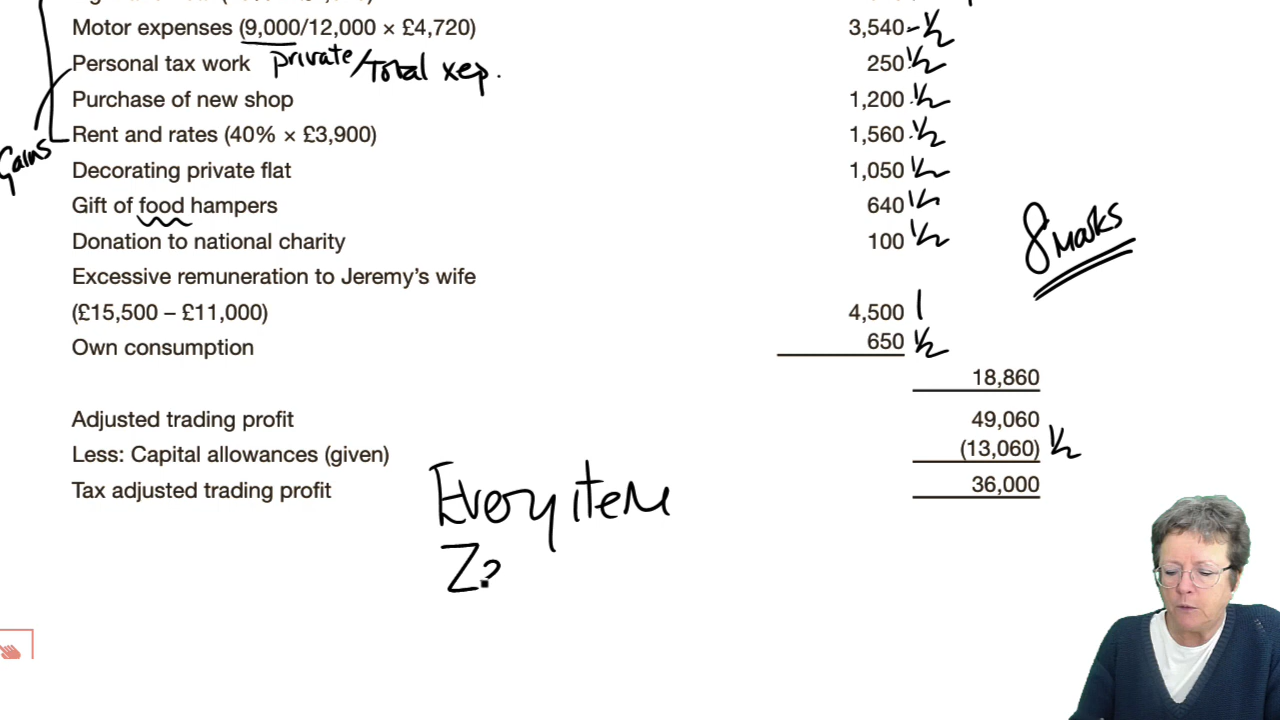 Motor expenses (9,000/12,000 × £4,720) 3,540 ½
Personal tax work private/Total 250 ½
Purchase of new shop 1,200 ½
Rent and rates (40% × £3,900) 1,560 ½
Decorating private flat 1,050 ½
Gift of food hampers 640 ½
Donation to national charity 100 ½
8 marks
Excessive remuneration to Jeremy’s wife
(£15,500 – £11,000) 4,500 1
Own consumption 650 ½
18,860
Adjusted trading profit 49,060
Less: Capital allowances (given) (13,060) ½
Tax adjusted trading profit 36,000
Every item